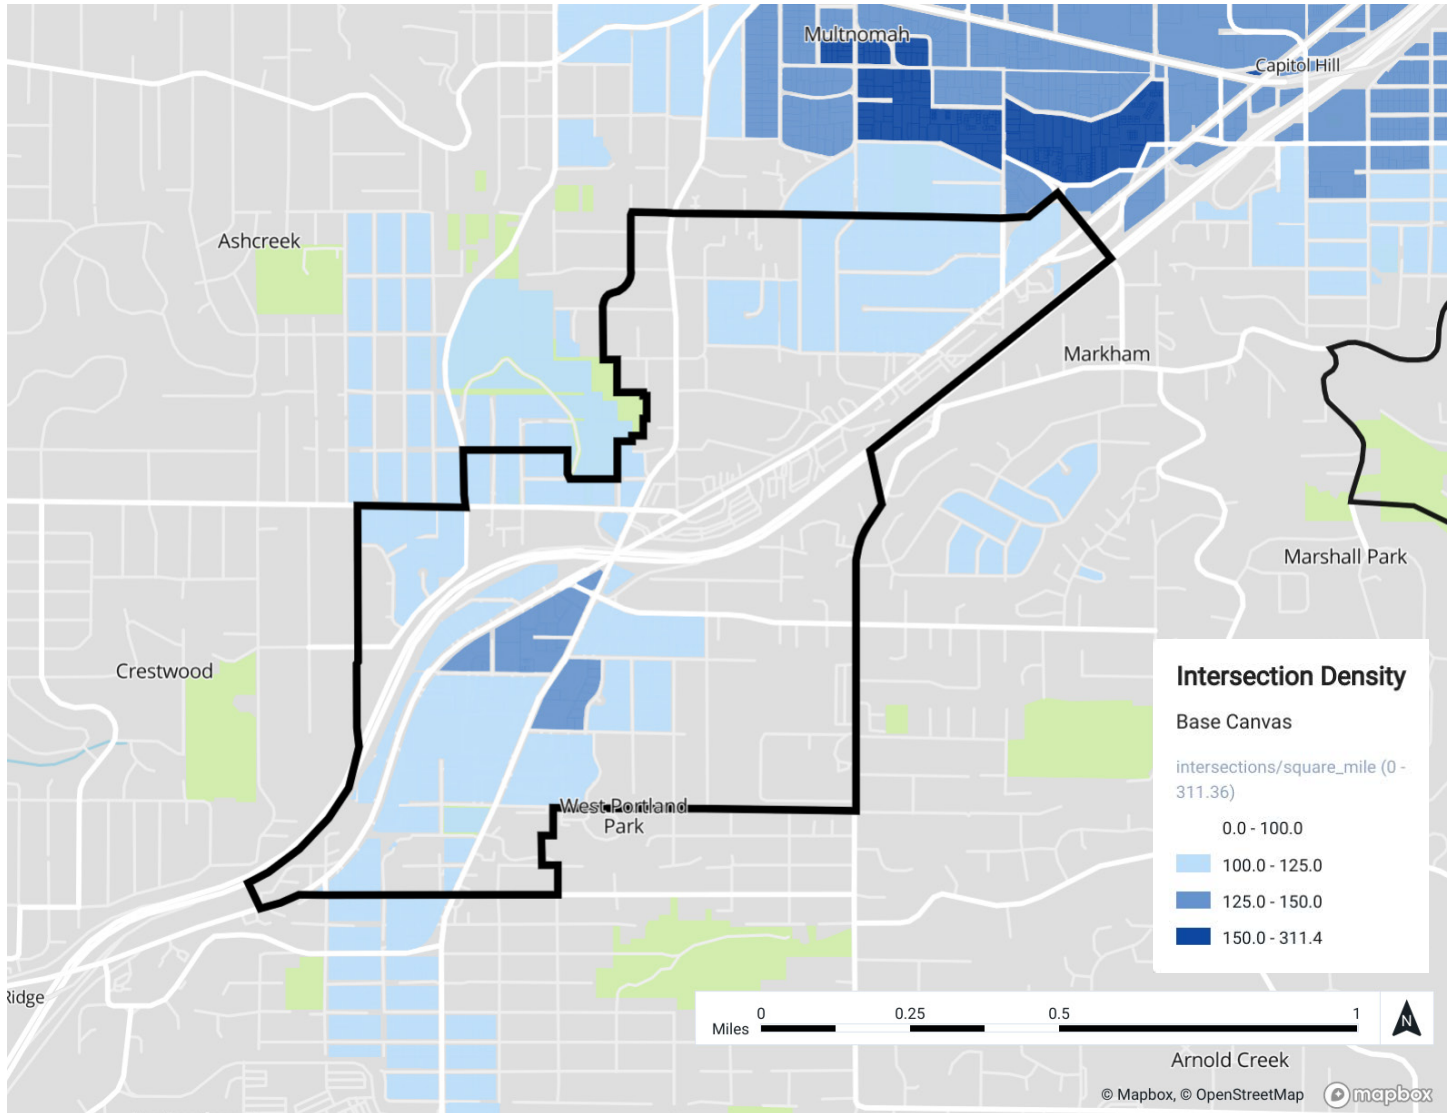 Multnomah
Capitol Hill
Ashcreek
Markham
Marshall Park
Crestwood
West Portland
Park
Ridge
Arnold Creek
Intersection Density
Base Canvas
intersections/square_mile (0 -
311.36)
0.0 - 100.0
100.0 - 125.0
125.0 - 150.0
150.0 - 311.4
Miles 0 0.25 0.5 1
N
© Mapbox, © OpenStreetMap mapbox